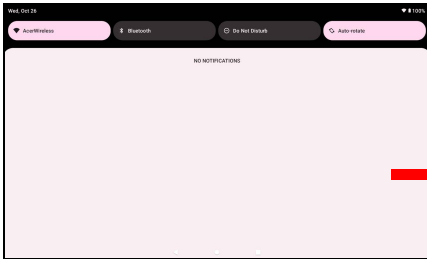 Wed, Oct 26 100%
AcerWireless Bluetooth Do Not Disturb Auto-rotate
NO NOTIFICATIONS